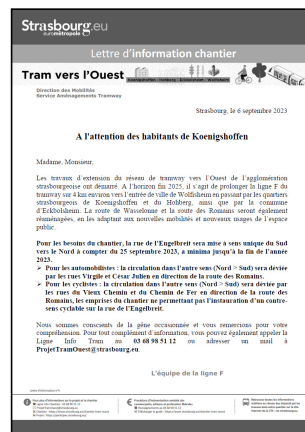 Strasbourg.eu
eurométropole
Lettre d'information chantier
Tram vers l'Ouest
Koenigshoffen - Hohberg - Eckbolsheim - Wolfisheim
Direction des Mobilités
Service Aménagements Tramway
Strasbourg, le 6 septembre 2023
A l'attention des habitants de Koenigshoffen
Madame, Monsieur,
Les travaux d'extension du réseau de tramway vers l'Ouest de l'agglomération
strasbourgeoise ont démarré. A l'horizon fin 2025, il s'agit de prolonger la ligne F du
tramway sur 4 km environ vers l'entrée de ville de Wolfisheim en passant par les quartiers
strasbourgeois de Koenigshoffen et du Hohberg, ainsi que par la commune
d'Eckbolsheim. La route de Wasselonne et la route des Romains seront également
réaménagées, en les adaptant aux nouvelles mobilités et nouveaux usages de l'espace
public.
Pour les besoins du chantier, la rue de l'Engelbreit sera mise à sens unique du Sud
vers le Nord à compter du 25 septembre 2023, a minima jusqu'à la fin de l'année
2023.
➤ Pour les automobilistes : la circulation dans l'autre sens (Nord > Sud) sera déviée
par les rues Virgile et César Julien en direction de la route des Romains.
➤ Pour les cyclistes : la circulation dans l'autre sens (Nord > Sud) sera déviée par
les rues du Vieux Chemin et du Chemin de Fer en direction de la route des
Romains, les emprises du chantier ne permettant pas l'instauration d'un contre-
sens cyclable sur la rue de l'Engelbreit.
Nous sommes conscients de la gêne occasionnée et vous remercions pour votre
compréhension. Pour tout complément d'information, vous pouvez également appeler la
Ligne Info Tram au 03 68 98 51 12 ou adresser un mail à
ProjetTramOuest@strasbourg.eu.
L'équipe de la ligne F